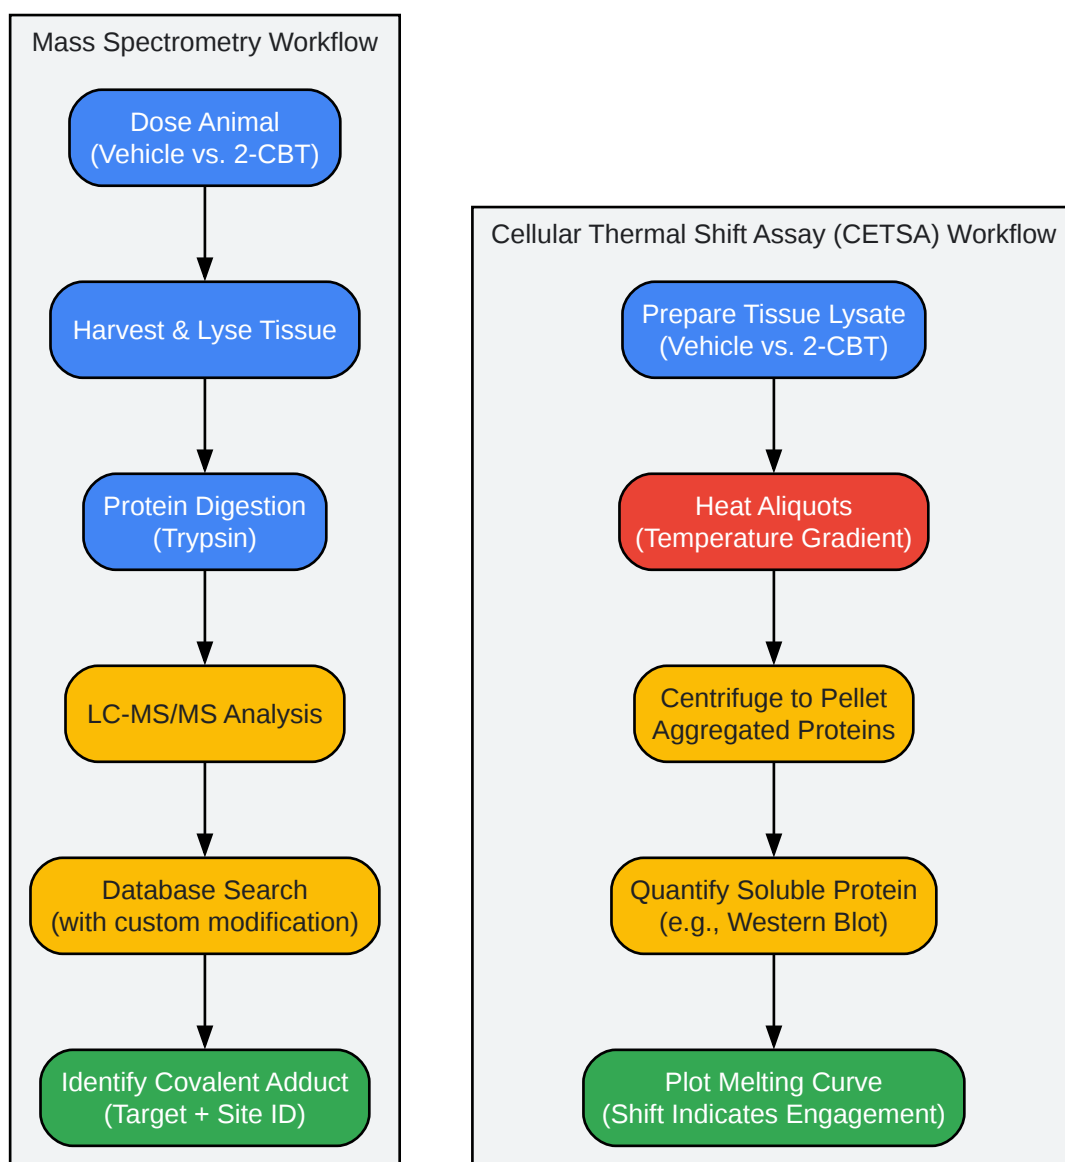 Mass Spectrometry Workflow
Dose Animal
(Vehicle vs. 2-CBT)
Harvest & Lyse Tissue
Protein Digestion
(Trypsin)
LC-MS/MS Analysis
Database Search
(with custom modification)
Identify Covalent Adduct
(Target + Site ID)
Cellular Thermal Shift Assay (CETSA) Workflow
Prepare Tissue Lysate
(Vehicle vs. 2-CBT)
Heat Aliquots
(Temperature Gradient)
Centrifuge to Pellet
Aggregated Proteins
Quantify Soluble Protein
(e.g., Western Blot)
Plot Melting Curve
(Shift Indicates Engagement)